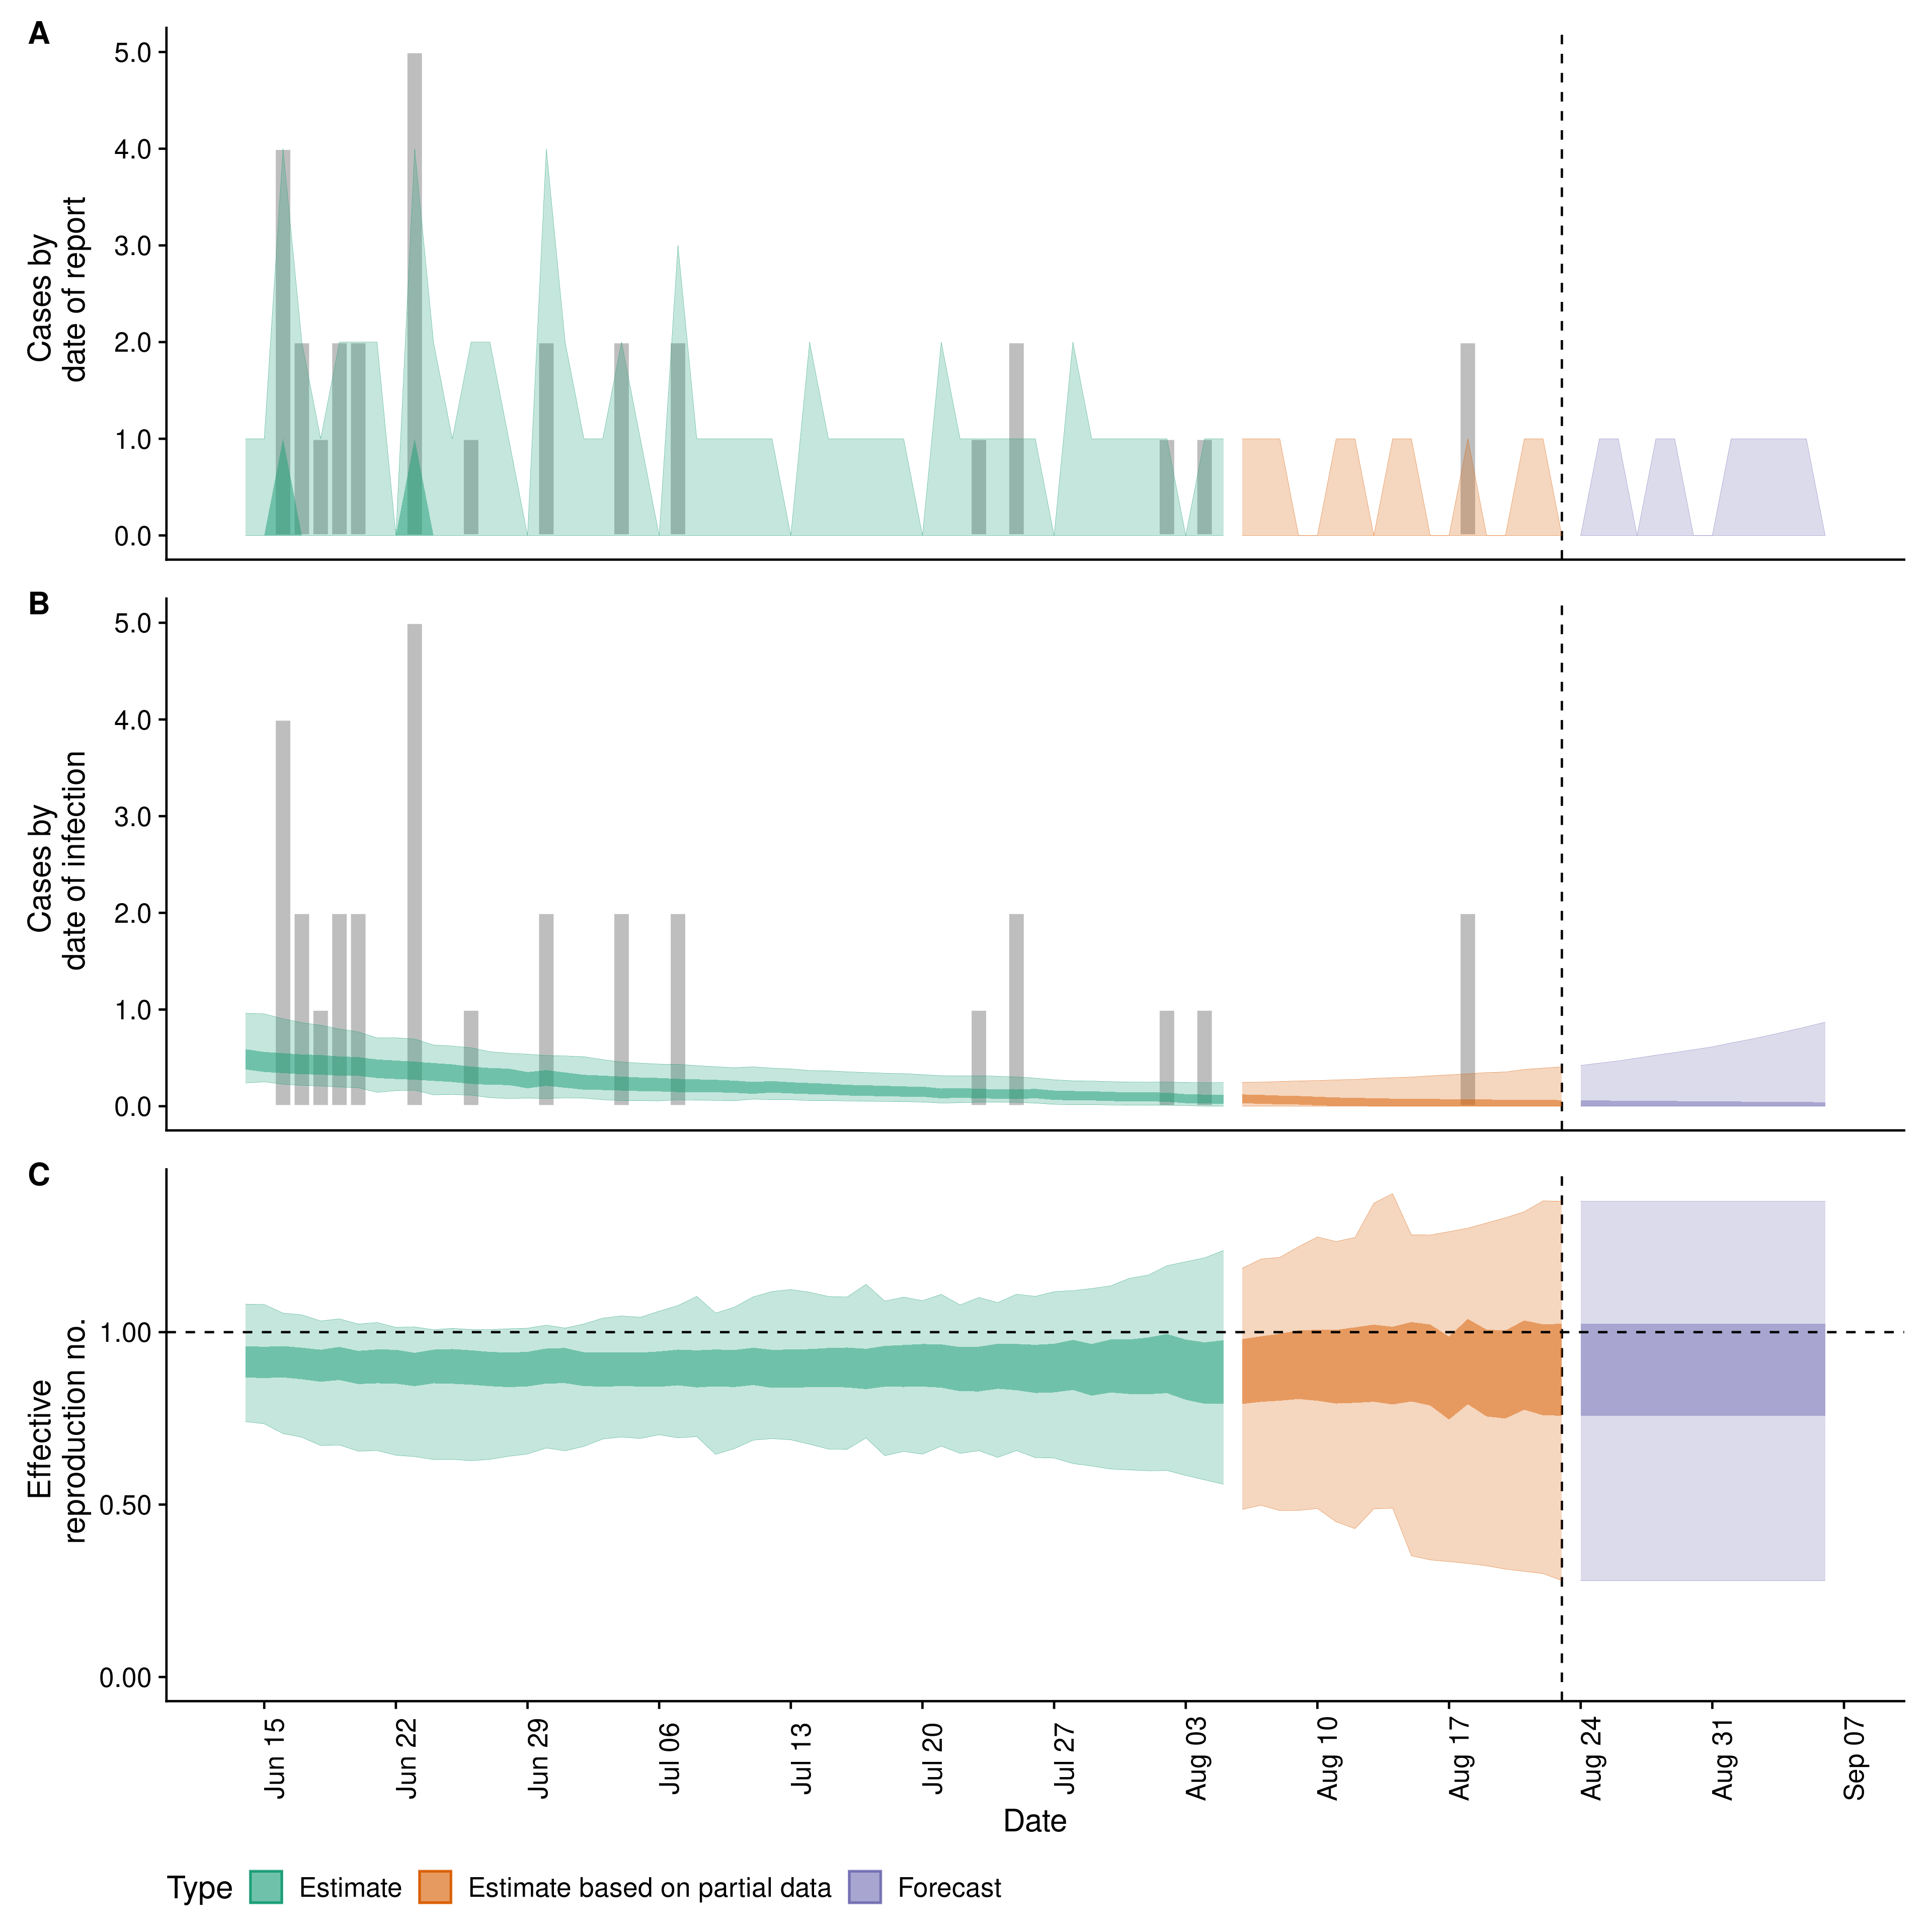 A
5.0
4.0
3.0
2.0
1.0
0.0
Cases by
date of report
B
5.0
4.0
3.0
2.0
1.0
0.0
Cases by
date of infection
C
1.00
0.50
0.00
Effective
reproduction no.
Jun 15
Jun 22
Jun 29
Jul 06
Jul 13
Jul 20
Jul 27
Aug 03
Aug 10
Aug 17
Aug 24
Aug 31
Sep 07
Date
Type
Estimate
Estimate based on partial data
Forecast